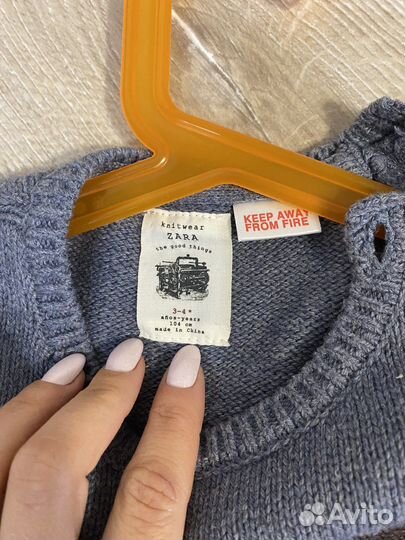 knitwear
ZARA
the good things
3-4 *
años-years
104 cm
made in China
KEEP AWAY
FROM FIRE
Avito